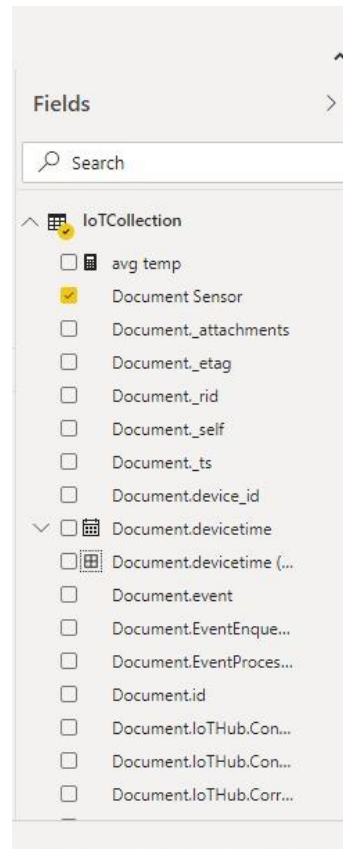 Fields
Search
IoTCollection
avg temp
Document Sensor
Document._attachments
Document._etag
Document._rid
Document._self
Document._ts
Document.device_id
Document.devicetime
Document.devicetime (...
Document.event
Document.EventEnque...
Document.EventProces...
Document.id
Document.IoTHub.Con...
Document.IoTHub.Con...
Document.IoTHub.Corr...